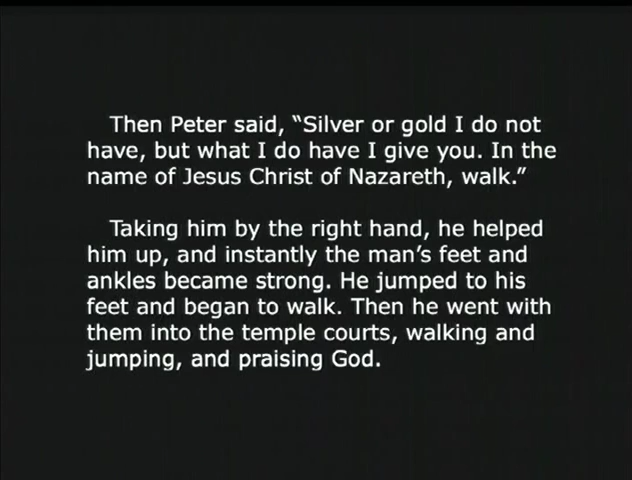 Then Peter said, “Silver or gold I do not
have, but what I do have I give you. In the
name of Jesus Christ of Nazareth, walk.”
Taking him by the right hand, he helped
him up, and instantly the man’s feet and
ankles became strong. He jumped to his
feet and began to walk. Then he went with
them into the temple courts, walking and
jumping, and praising God.